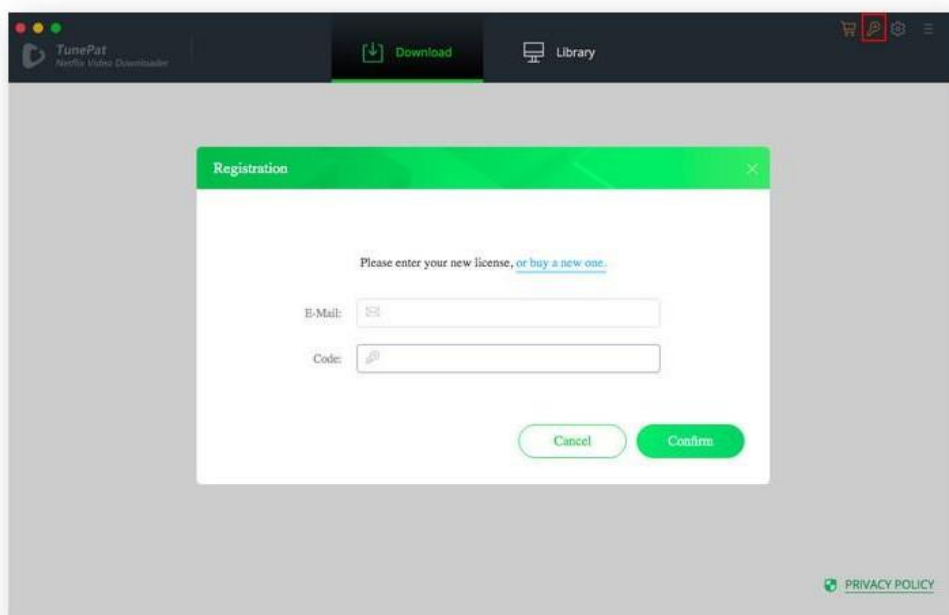 TunePat
Netflix Video Downloader
Download
Library
Registration
Please enter your new license, or buy a new one.
E-Mail:
Code:
Cancel
Confirm
PRIVACY POLICY